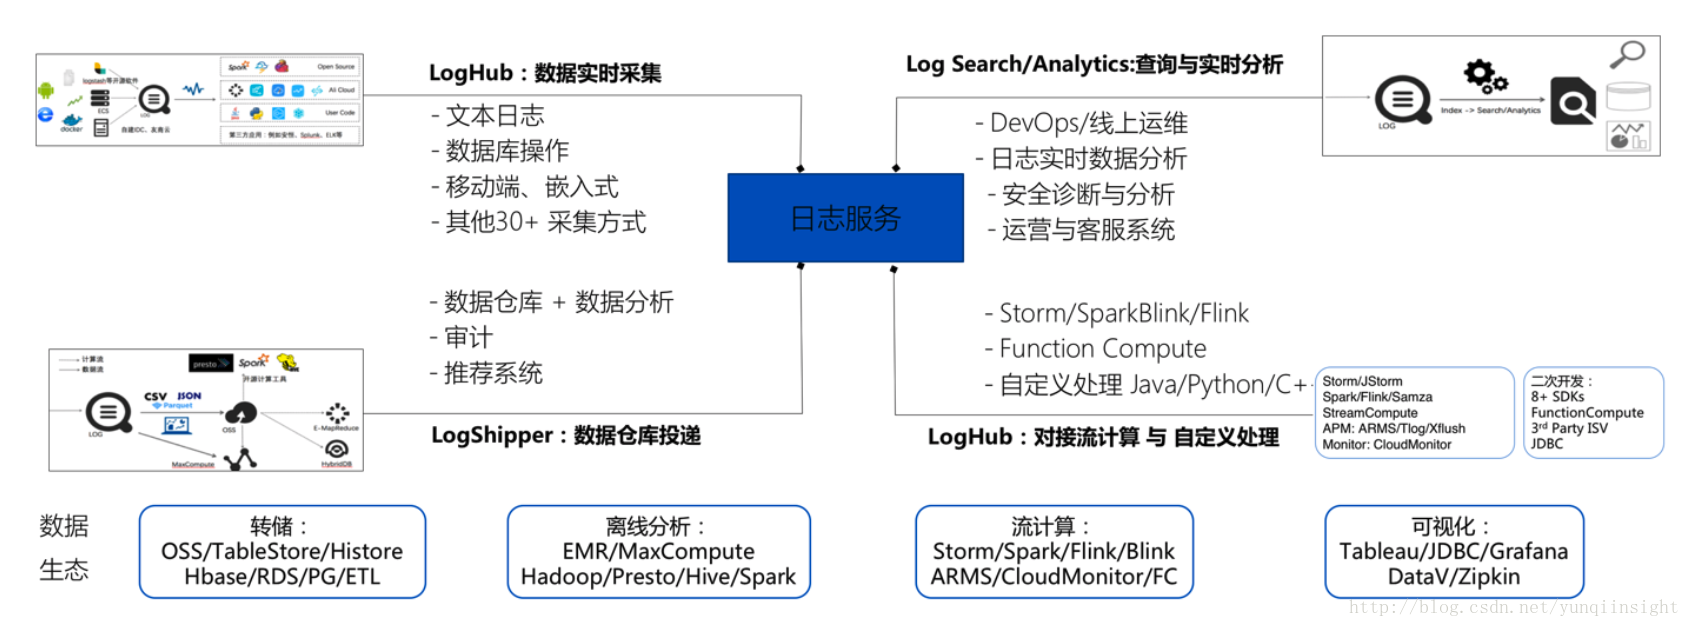 logstash等开源软件
ECS
docker
LOG
自建IDC、友商云
Spark
Open Source
Ali Cloud
User Code
第三方应用：例如安恒、Splunk、ELK等
LogHub：数据实时采集
- 文本日志
- 数据库操作
- 移动端、嵌入式
- 其他30+ 采集方式
Log Search/Analytics:查询与实时分析
- DevOps/线上运维
- 日志实时数据分析
- 安全诊断与分析
- 运营与客服系统
LOG
Index -> Search/Analytics
日志服务
计算流
数据流
presto
Spark
开源计算工具
CSV JSON
Parquet
LOG
OSS
E-MapReduce
MaxCompute
HybridDB
- 数据仓库 + 数据分析
- 审计
- 推荐系统
LogShipper：数据仓库投递
- Storm/SparkBlink/Flink
- Function Compute
- 自定义处理 Java/Python/C+-
LogHub：对接流计算 与 自定义处理
Storm/JStorm
Spark/Flink/Samza
StreamCompute
APM: ARMS/Tlog/Xflush
Monitor: CloudMonitor
二次开发：
8+ SDKs
FunctionCompute
3rd Party ISV
JDBC
数据
生态
转储：
OSS/TableStore/Histore
Hbase/RDS/PG/ETL
离线分析：
EMR/MaxCompute
Hadoop/Presto/Hive/Spark
流计算：
Storm/Spark/Flink/Blink
ARMS/CloudMonitor/FC
可视化：
Tableau/JDBC/Grafana
DataV/Zipkin
http://blog.csdn.net/yunqiinsight